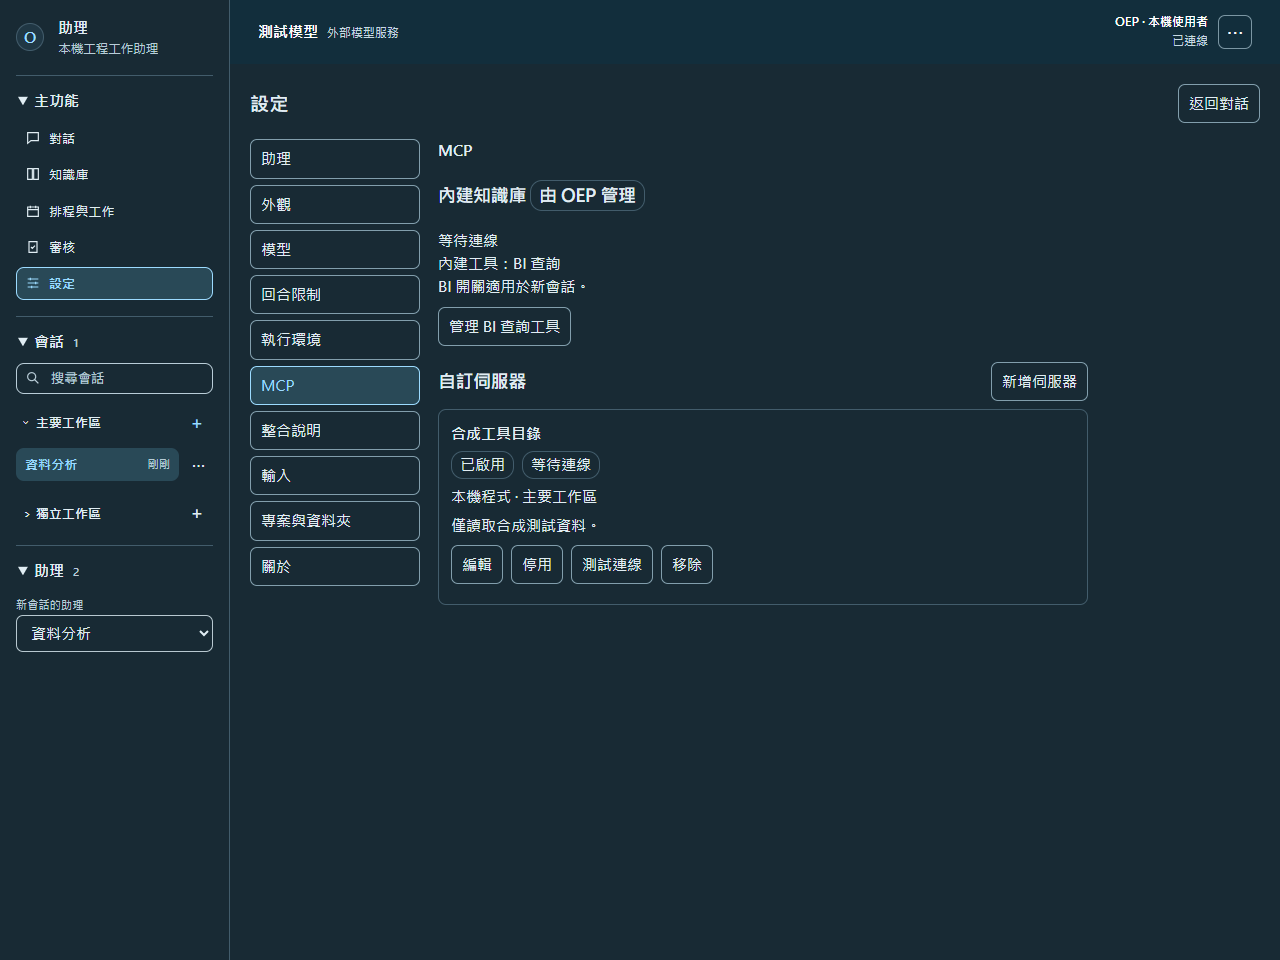 O
助理
本機工程工作助理
▼ 主功能
對話
知識庫
排程與工作
審核
設定
▼ 會話 1
搜尋會話
主要工作區 +
資料分析 剛剛 ...
獨立工作區 +
▼ 助理 2
新會話的助理
資料分析
測試模型 外部模型服務
OEP · 本機使用者
已連線
...
設定
返回對話
助理
外觀
模型
回合限制
執行環境
MCP
整合說明
輸入
專案與資料夾
關於
MCP
內建知識庫 由 OEP 管理
等待連線
內建工具：BI 查詢
BI 開關適用於新會話。
管理 BI 查詢工具
自訂伺服器 新增伺服器
合成工具目錄
已啟用 等待連線
本機程式 · 主要工作區
僅讀取合成測試資料。
編輯 停用 測試連線 移除